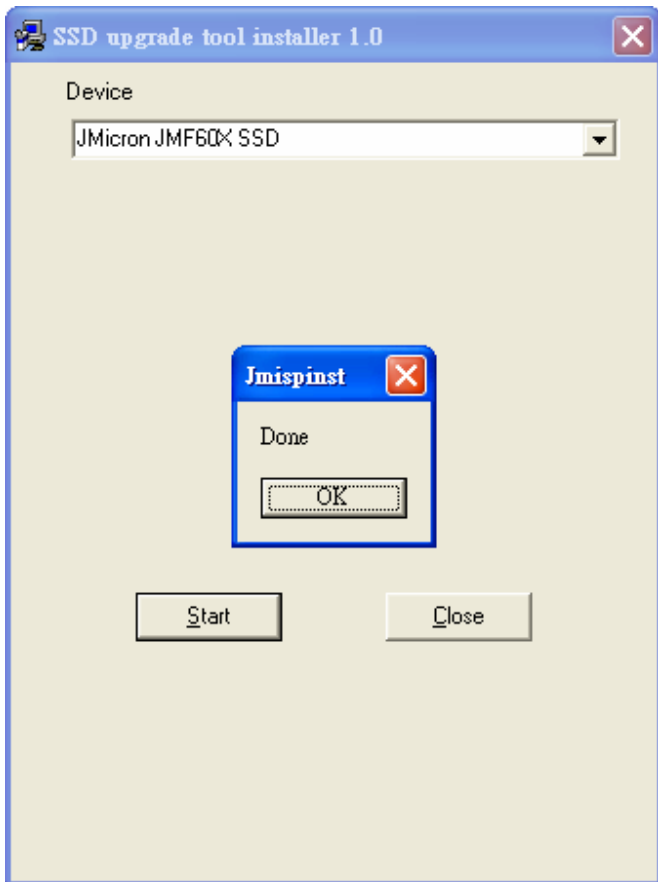 SSD upgrade tool installer 1.0
Device
JMicron JMF60X SSD
Jmispinst
Done
OK
Start
Close